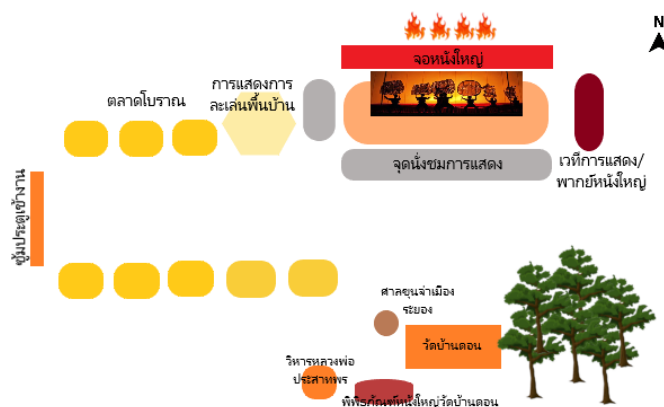 N
จอหนังใหญ่
การแสดงการ
ละเล่นพื้นบ้าน
ตลาดโบราณ
จุดนั่งชมการแสดง
เวทีการแสดง/
พากย์หนังใหญ่
ซุ้มประตูเข้างาน
ศาลขุนจ่าเมือง
ระยอง
วัดบ้านดอน
วิหารหลวงพ่อ
ประสาทพร
พิพิธภัณฑ์หนังใหญ่วัดบ้านดอน